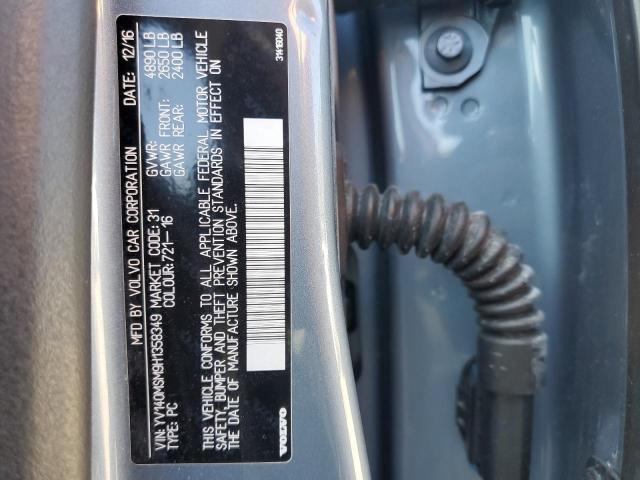 MFD BY VOLVO CAR CORPORATION DATE: 12/16
VIN: YV140MSM9H1358349 MARKET CODE: 31 GVWR: 4890 LB
TYPE: PC COLOUR: 721-16 GAWR FRONT: 2650 LB
GAWR REAR: 2400 LB
THIS VEHICLE CONFORMS TO ALL APPLICABLE FEDERAL MOTOR VEHICLE
SAFETY, BUMPER AND THEFT PREVENTION STANDARDS IN EFFECT ON
THE DATE OF MANUFACTURE SHOWN ABOVE.
VOLVO 31416040